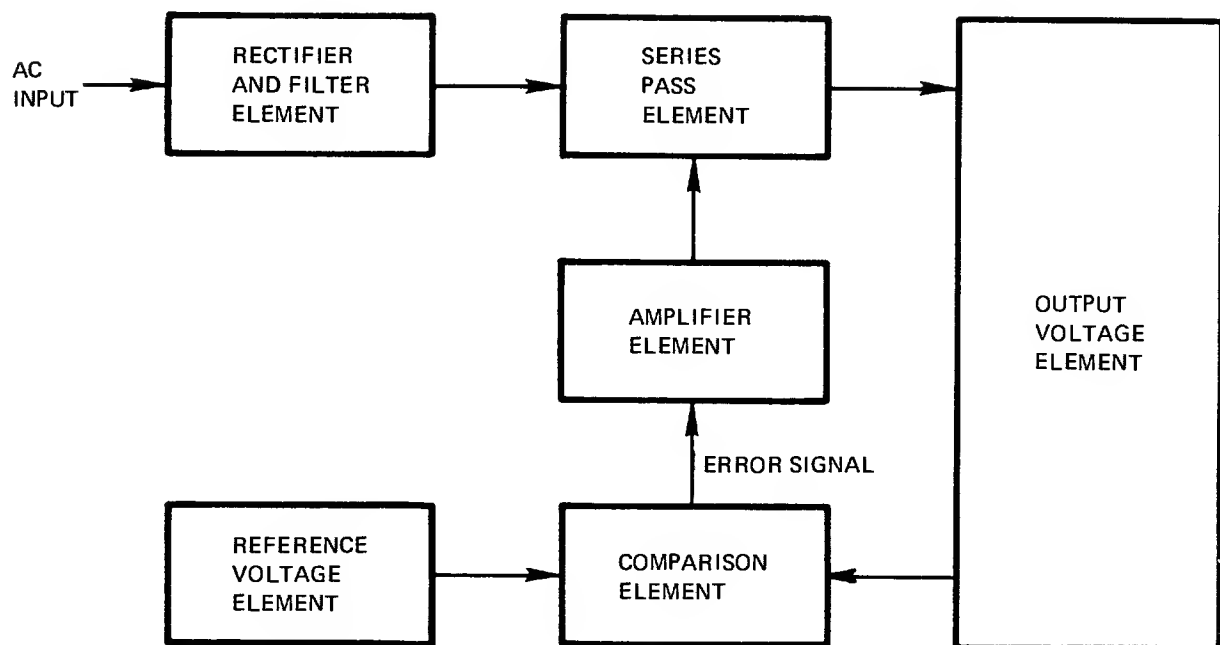 AC
INPUT
RECTIFIER
AND FILTER
ELEMENT
SERIES
PASS
ELEMENT
AMPLIFIER
ELEMENT
OUTPUT
VOLTAGE
ELEMENT
ERROR SIGNAL
REFERENCE
VOLTAGE
ELEMENT
COMPARISON
ELEMENT